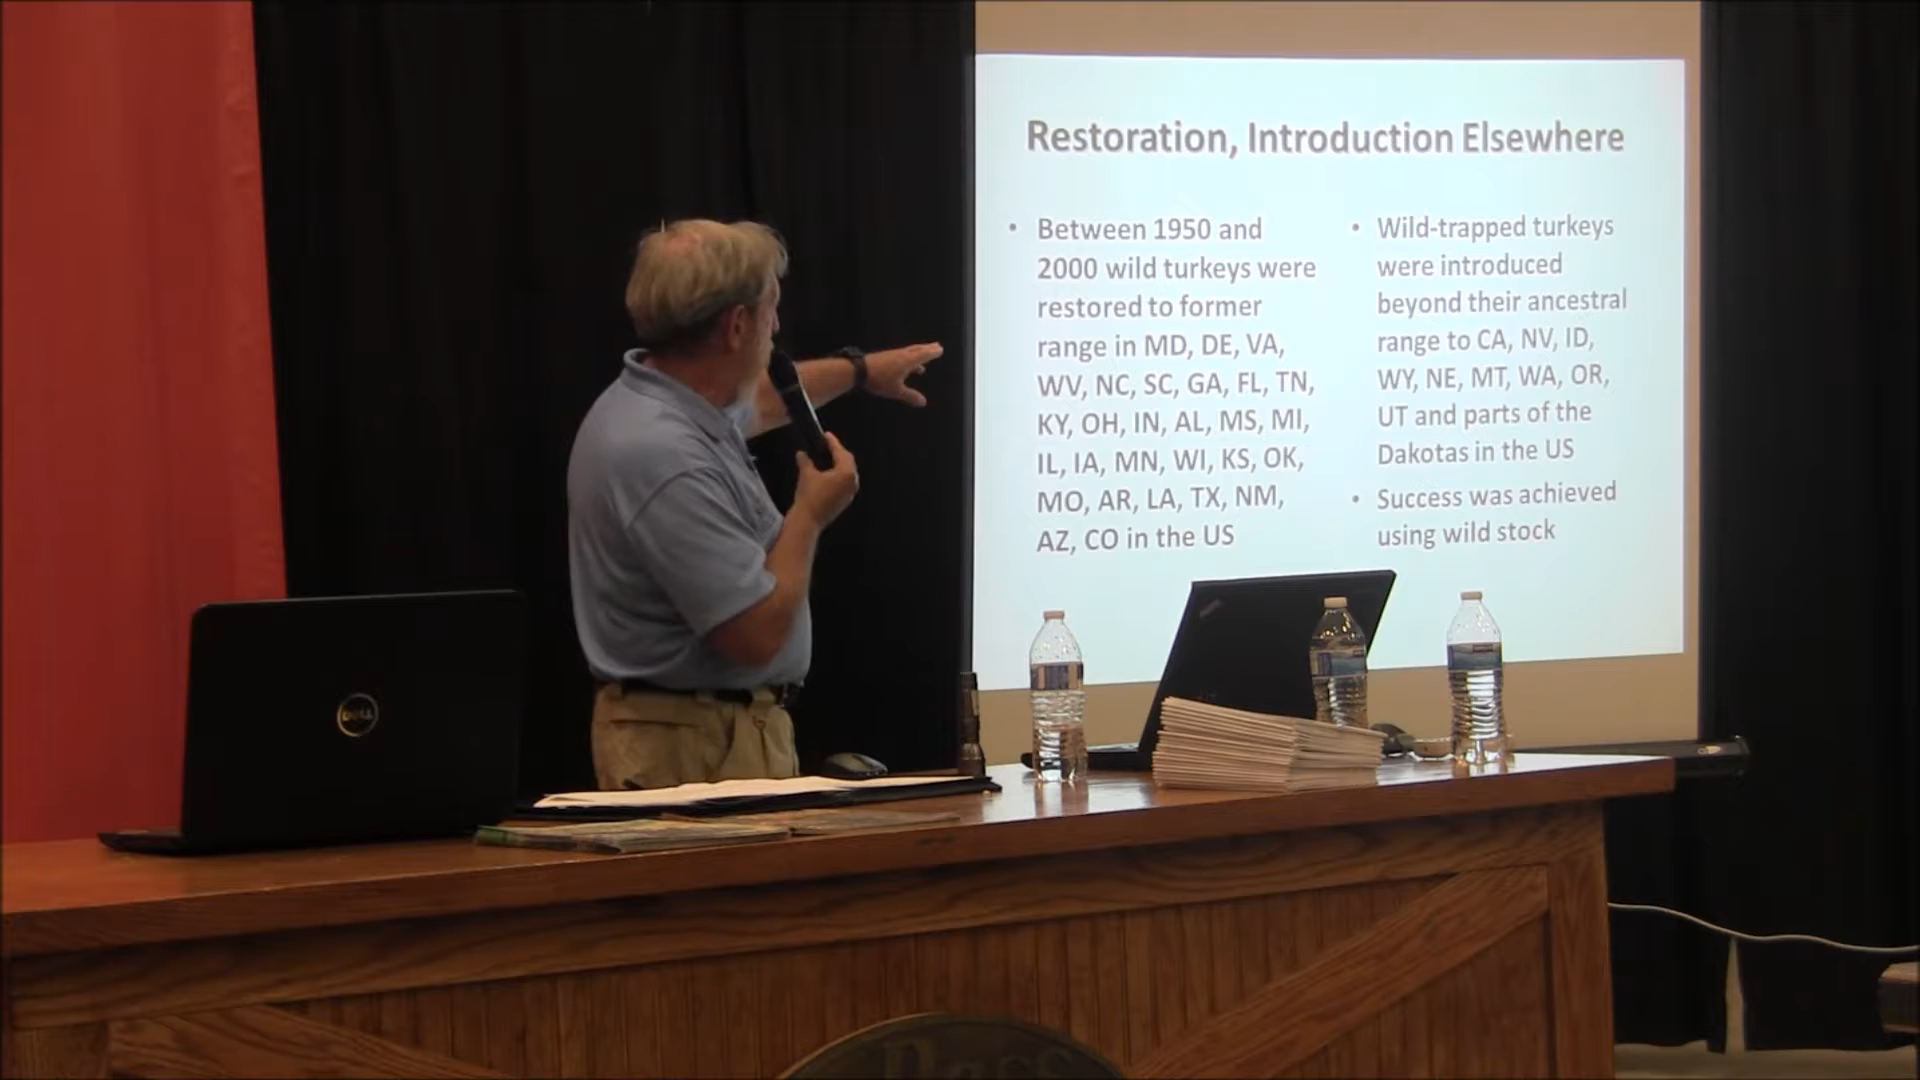 Restoration, Introduction Elsewhere
• Between 1950 and
2000 wild turkeys were
restored to former
range in MD, DE, VA,
WV, NC, SC, GA, FL, TN,
KY, OH, IN, AL, MS, MI,
IL, IA, MN, WI, KS, OK,
MO, AR, LA, TX, NM,
AZ, CO in the US
• Wild-trapped turkeys
were introduced
beyond their ancestral
range to CA, NV, ID,
WY, NE, MT, WA, OR,
UT and parts of the
Dakotas in the US
• Success was achieved
using wild stock
DELL